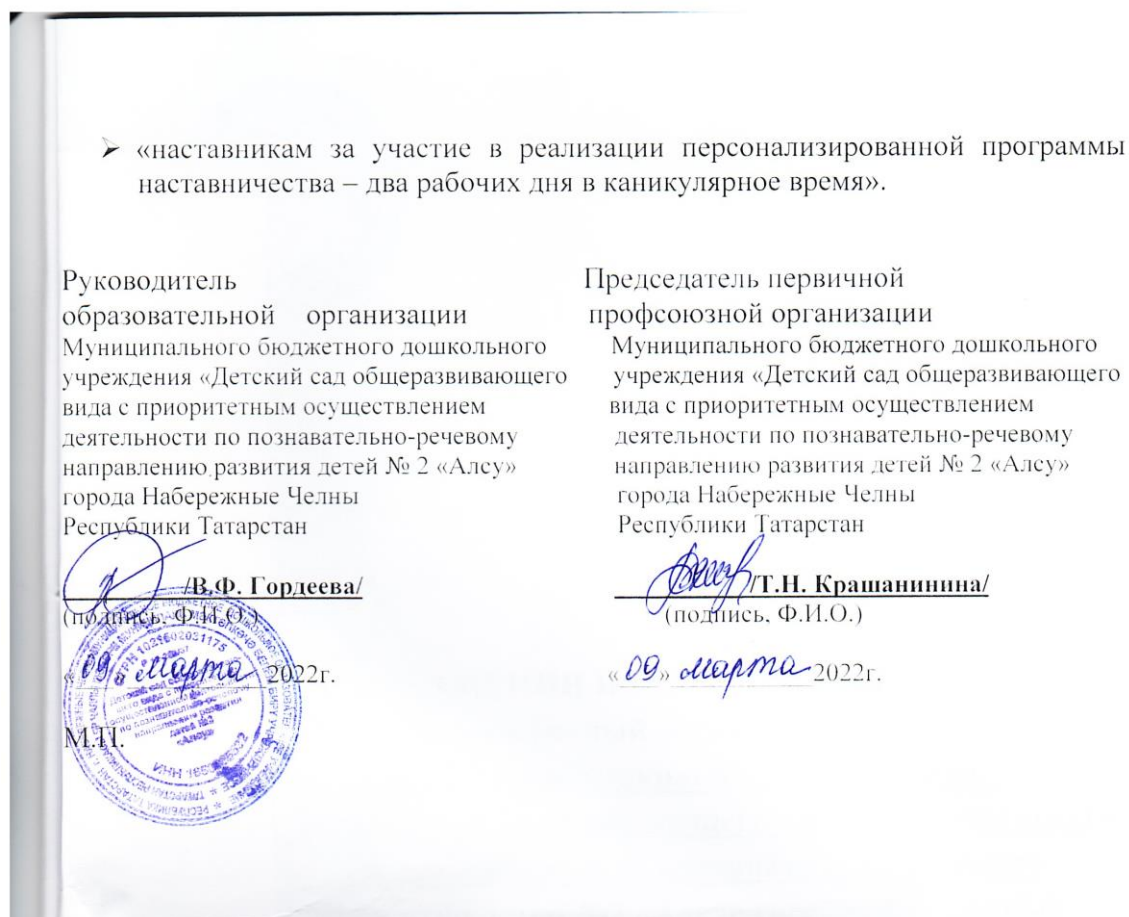 ➤ «наставникам за участие в реализации персонализированной программы
наставничества – два рабочих дня в каникулярное время».
Руководитель
образовательной организации
Муниципального бюджетного дошкольного
учреждения «Детский сад общеразвивающего
вида с приоритетным осуществлением
деятельности по познавательно-речевому
направлению развития детей № 2 «Алсу»
города Набережные Челны
Республики Татарстан
/В.Ф. Гордеева/
(подпись, Ф.И.О.)
«09» марта 2022г.
М.П.
Председатель первичной
профсоюзной организации
Муниципального бюджетного дошкольного
учреждения «Детский сад общеразвивающего
вида с приоритетным осуществлением
деятельности по познавательно-речевому
направлению развития детей № 2 «Алсу»
города Набережные Челны
Республики Татарстан
/Т.Н. Крашанинина/
(подпись, Ф.И.О.)
«09» марта 2022г.